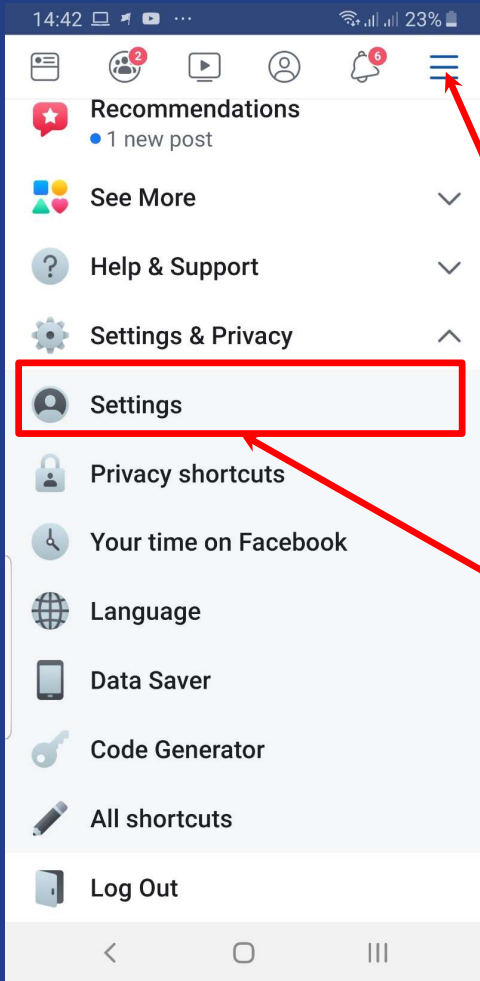 14:42 ... 23%
2
6
Recommendations
• 1 new post
See More
Help & Support
Settings & Privacy
Settings
Privacy shortcuts
Your time on Facebook
Language
Data Saver
Code Generator
All shortcuts
Log Out